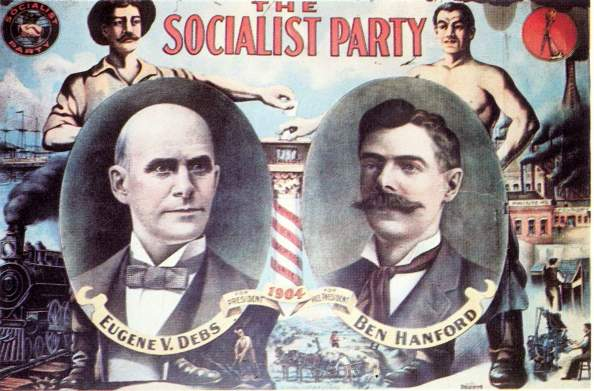 THE
SOCIALIST PARTY
SOCIALIST
PARTY
FOR
PRESIDENT
1904
FOR
VICE PRESIDENT
EUGENE V. DEBS
BEN HANFORD